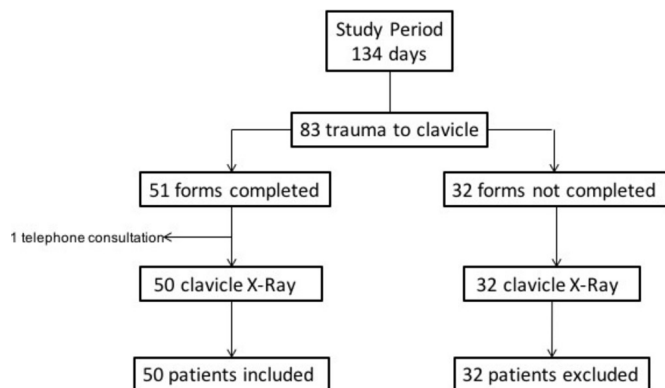 Study Period
134 days
83 trauma to clavicle
51 forms completed
32 forms not completed
1 telephone consultation
50 clavicle X-Ray
32 clavicle X-Ray
50 patients included
32 patients excluded